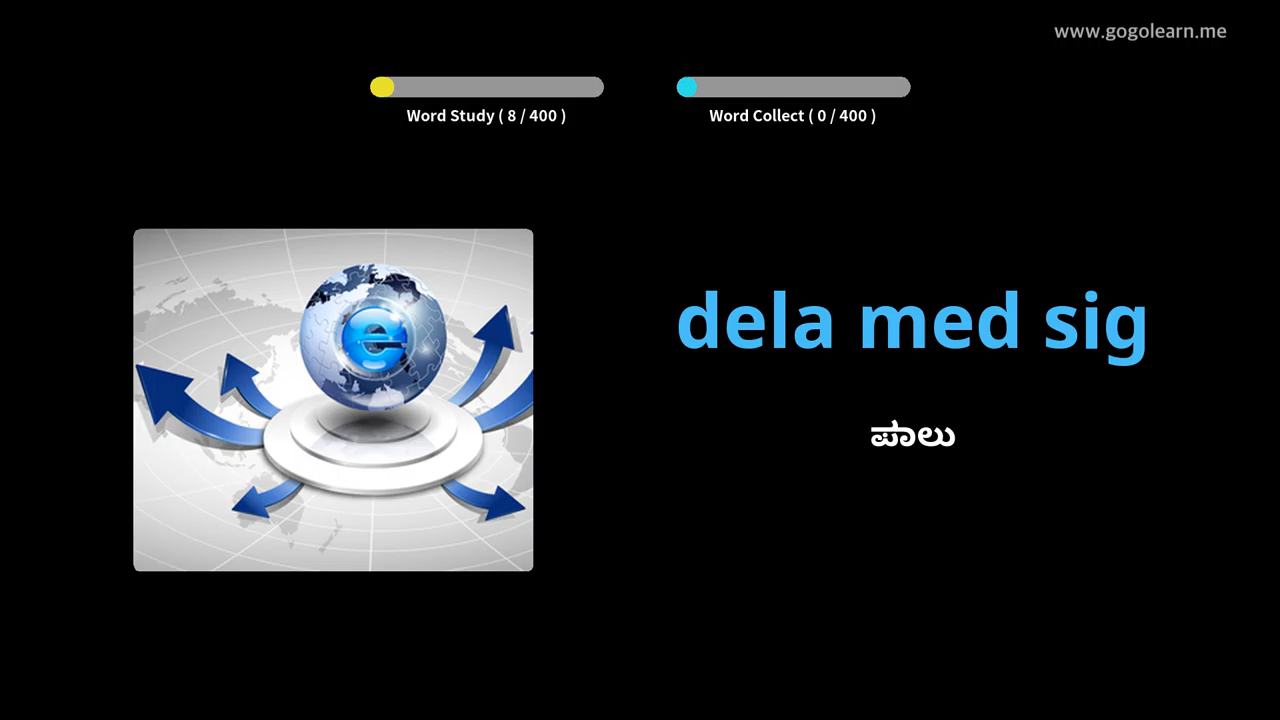 www.gogolearn.me
Word Study ( 8 / 400 )
Word Collect ( 0 / 400 )
e
dela med sig
ಪಾಲು